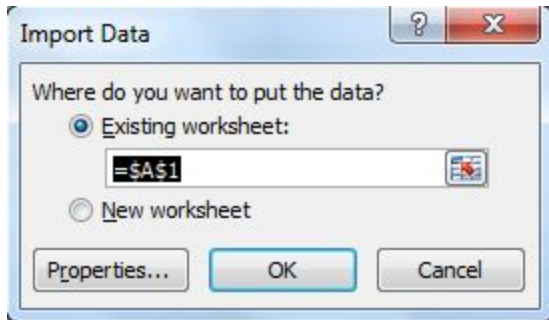 Import Data
?
X
Where do you want to put the data?
Existing worksheet:
=$A$1
New worksheet
Properties...
OK
Cancel